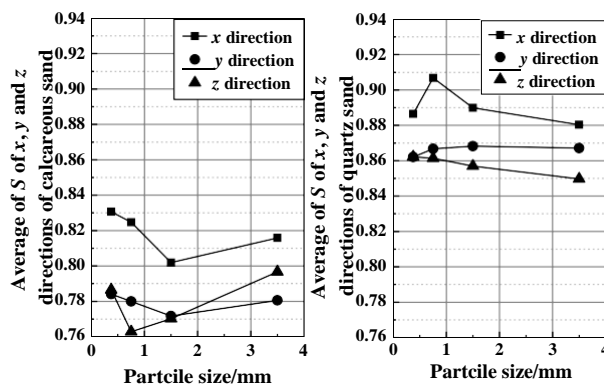 Average of S of x, y and z
directions of calcareous sand
0.94
0.92
0.90
0.88
0.86
0.84
0.82
0.80
0.78
0.76
x direction
y direction
z direction
0 1 2 3 4
Partcile size/mm
Average of S of x, y and z
directions of quartz sand
0.94
0.92
0.90
0.88
0.86
0.84
0.82
0.80
0.78
0.76
x direction
y direction
z direction
0 1 2 3 4
Partcile size/mm